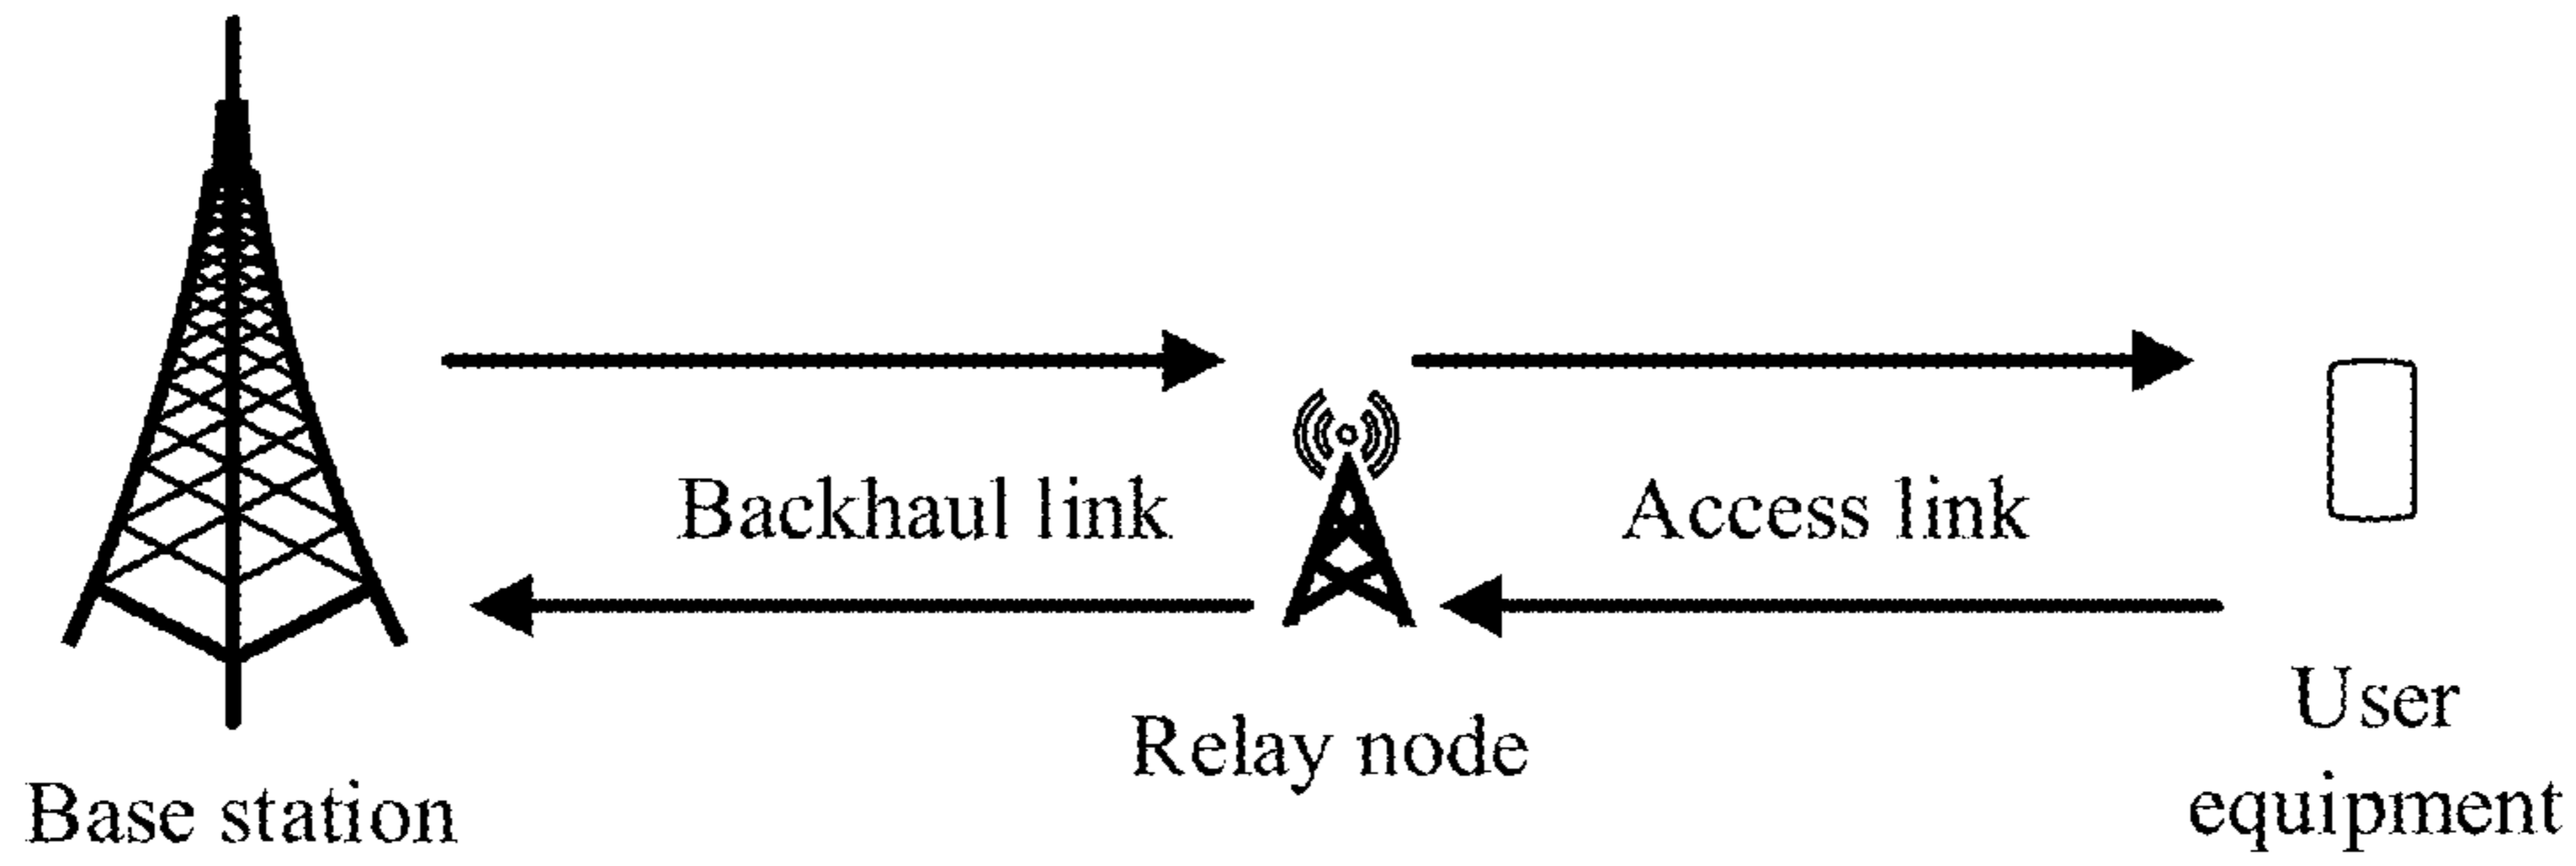 Backhaul link
Access link
Relay node
Base station
User
equipment